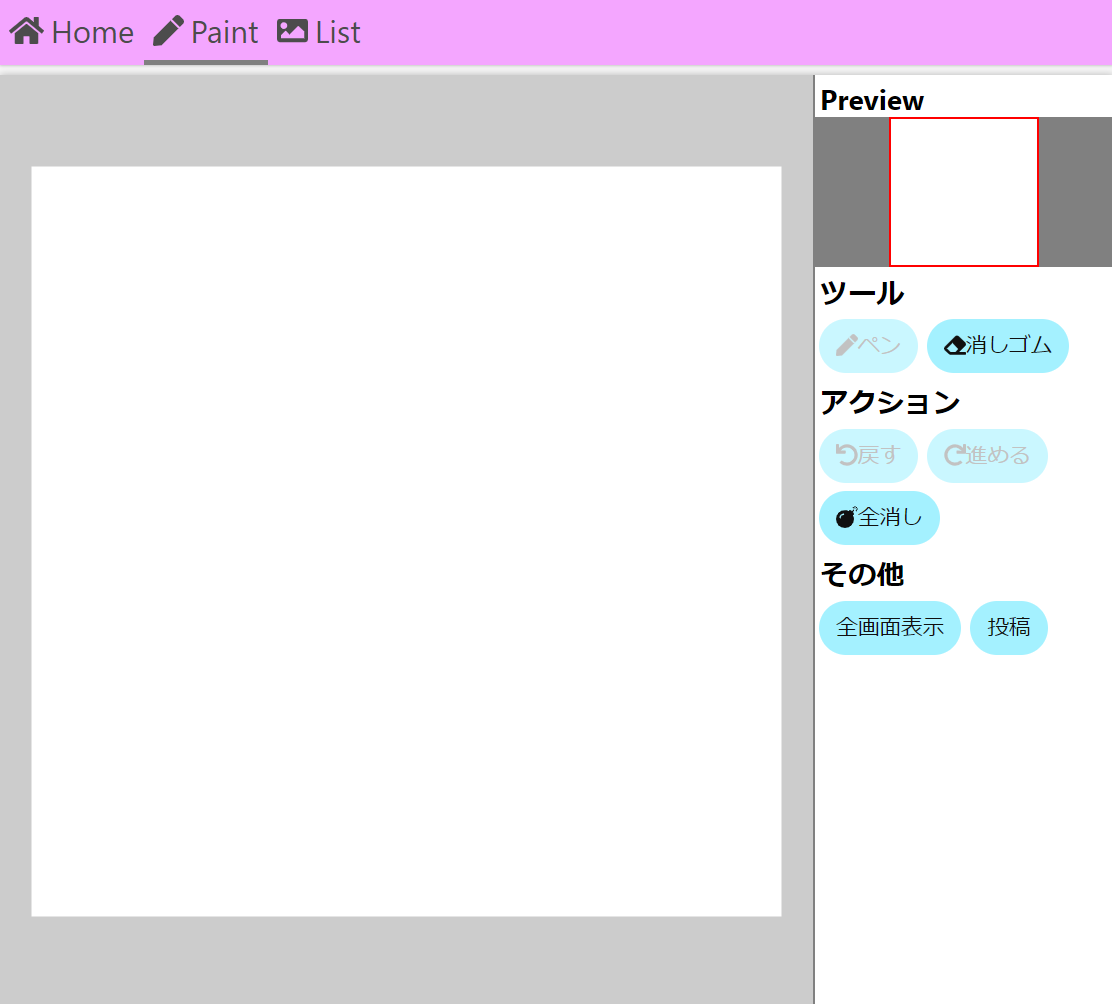 Home Paint List
Preview
ツール
ペン 消しゴム
アクション
戻す 進める
全消し
その他
全画面表示 投稿